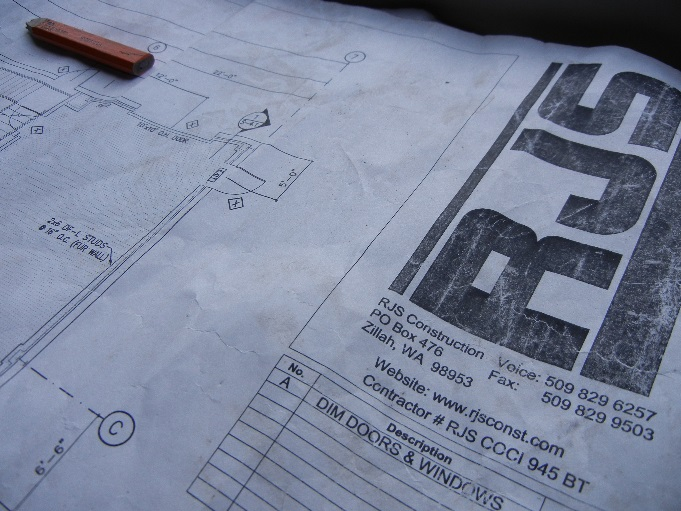 RJS
RJS Construction
PO Box 476
Zillah, WA 98953
Voice: 509 829 6257
Fax: 509 829 9503
Website: www.rjsconst.com
Contractor # RJS CCCI 945 BT
No. Description
A DIM DOORS & WINDOWS
2x6 DF-L STUDS
@ 16" O.C. (FUR WALL)
C
6'-6"
6'-0"